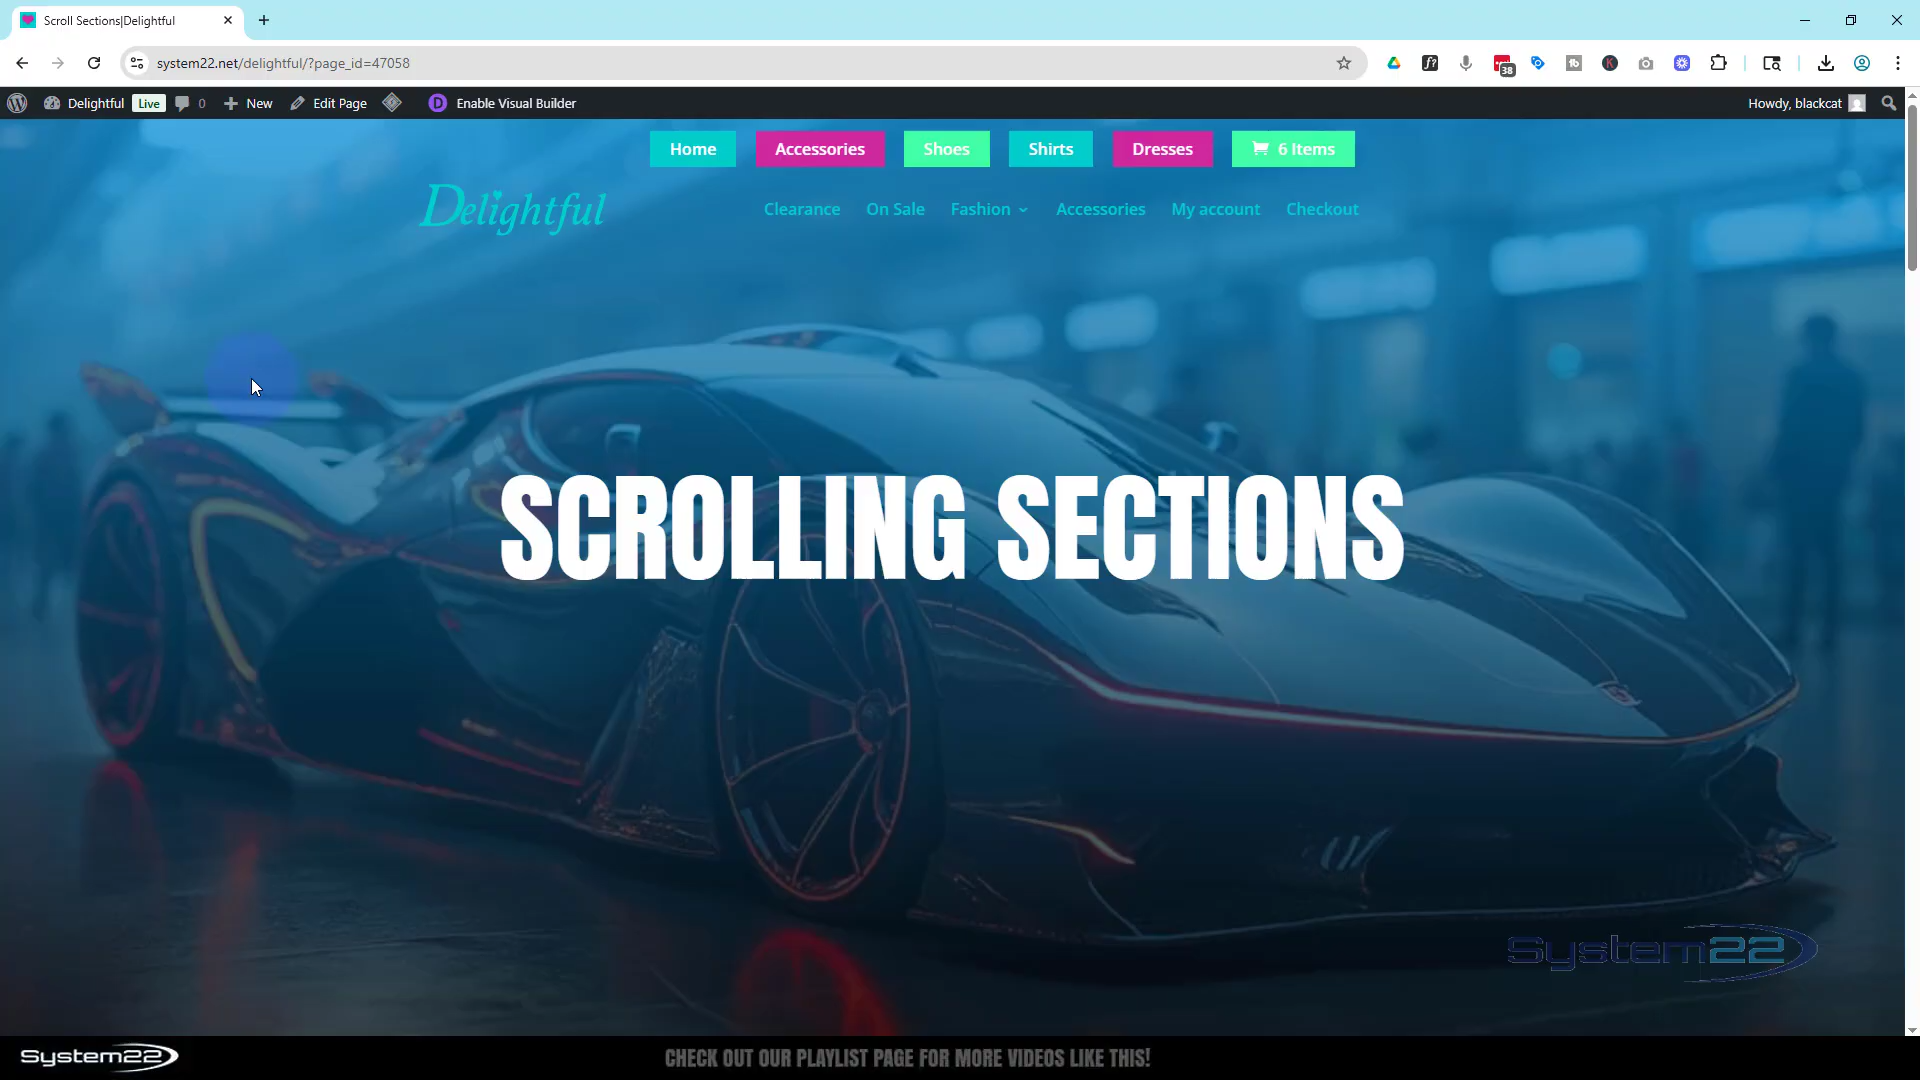 Scroll Sections|Delightful
system22.net/delightful/?page_id=47058
38
Delightful Live 0 New Edit Page Enable Visual Builder Howdy, blackcat
Home Accessories Shoes Shirts Dresses 6 Items
Delightful
Clearance On Sale Fashion Accessories My account Checkout
SCROLLING SECTIONS
System22
System22
CHECK OUT OUR PLAYLIST PAGE FOR MORE VIDEOS LIKE THIS!